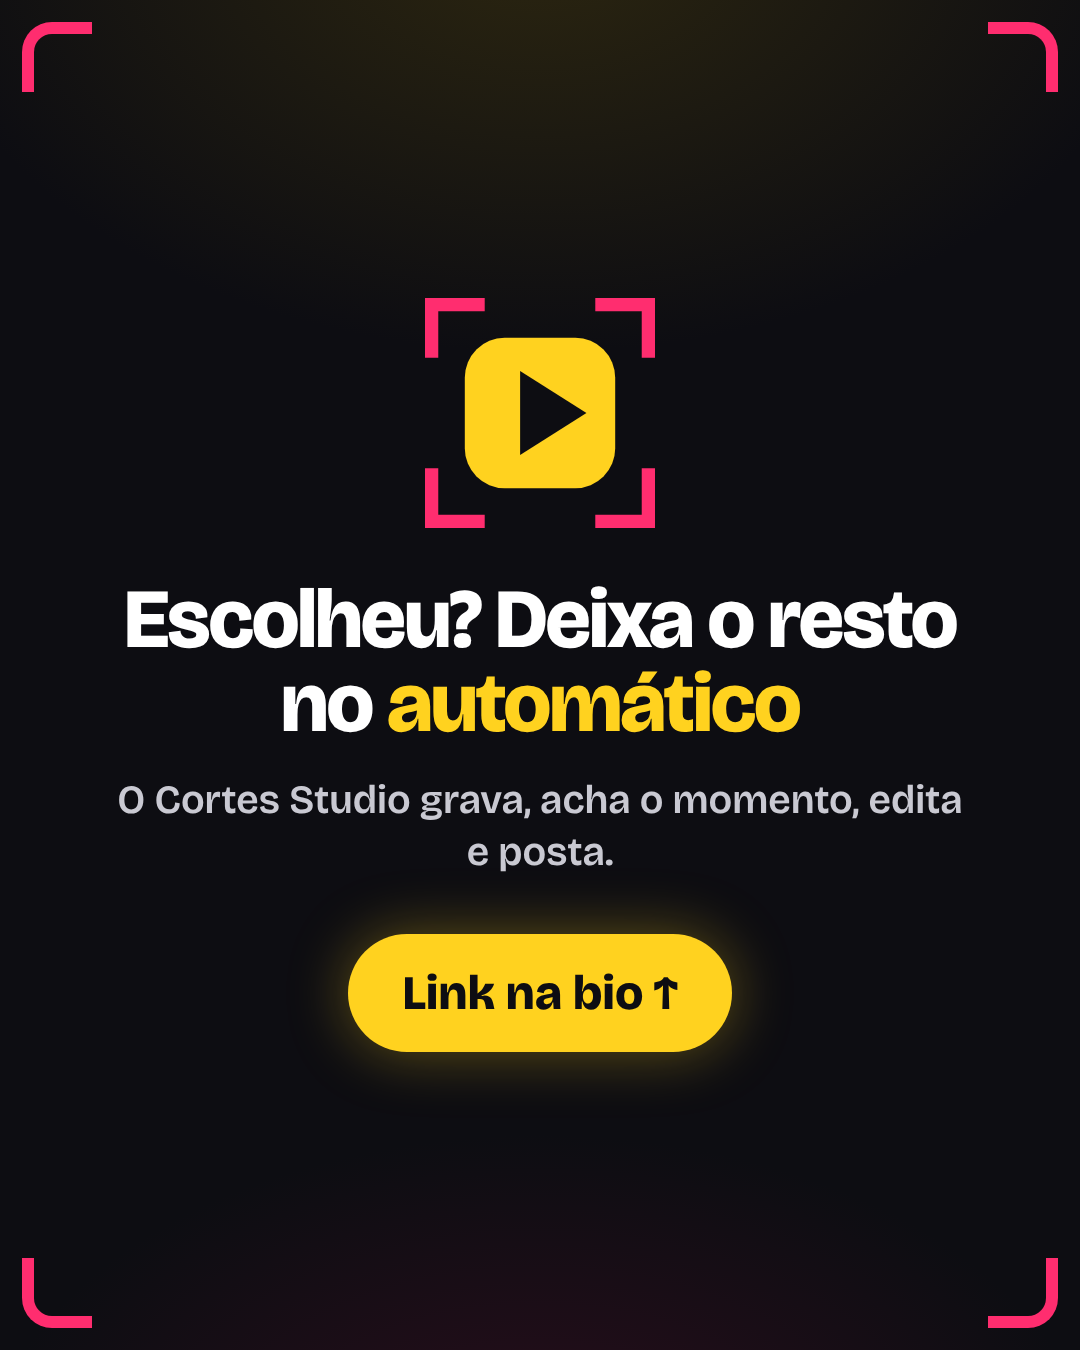 Escolheu? Deixa o resto
no automático
O Cortes Studio grava, acha o momento, edita
e posta.
Link na bio ↑